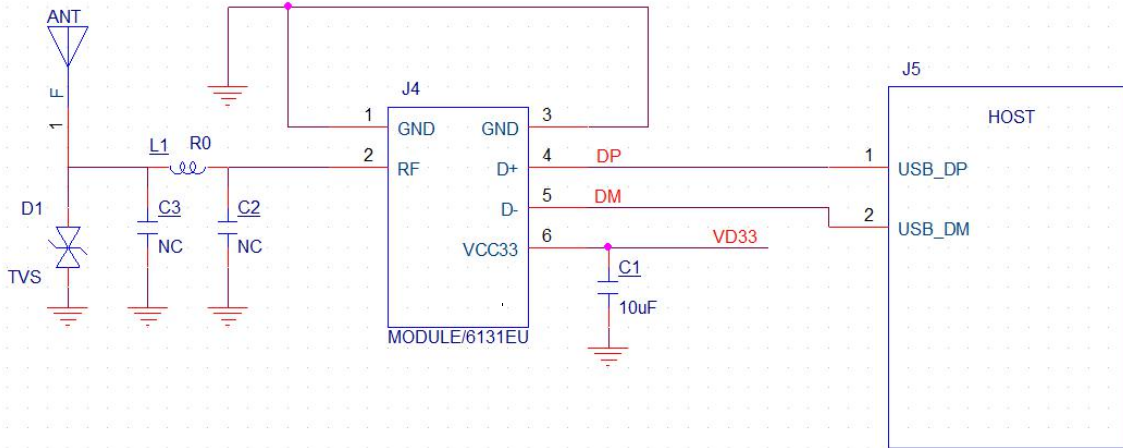 ANT
F
1
L1 R0
D1
TVS
C3
NC
C2
NC
J4
1 GND
GND 3
2 RF
D+ 4
D- 5
VCC33 6
MODULE/6131EU
DP
DM
VD33
C1
10uF
J5
HOST
1 USB_DP
2 USB_DM